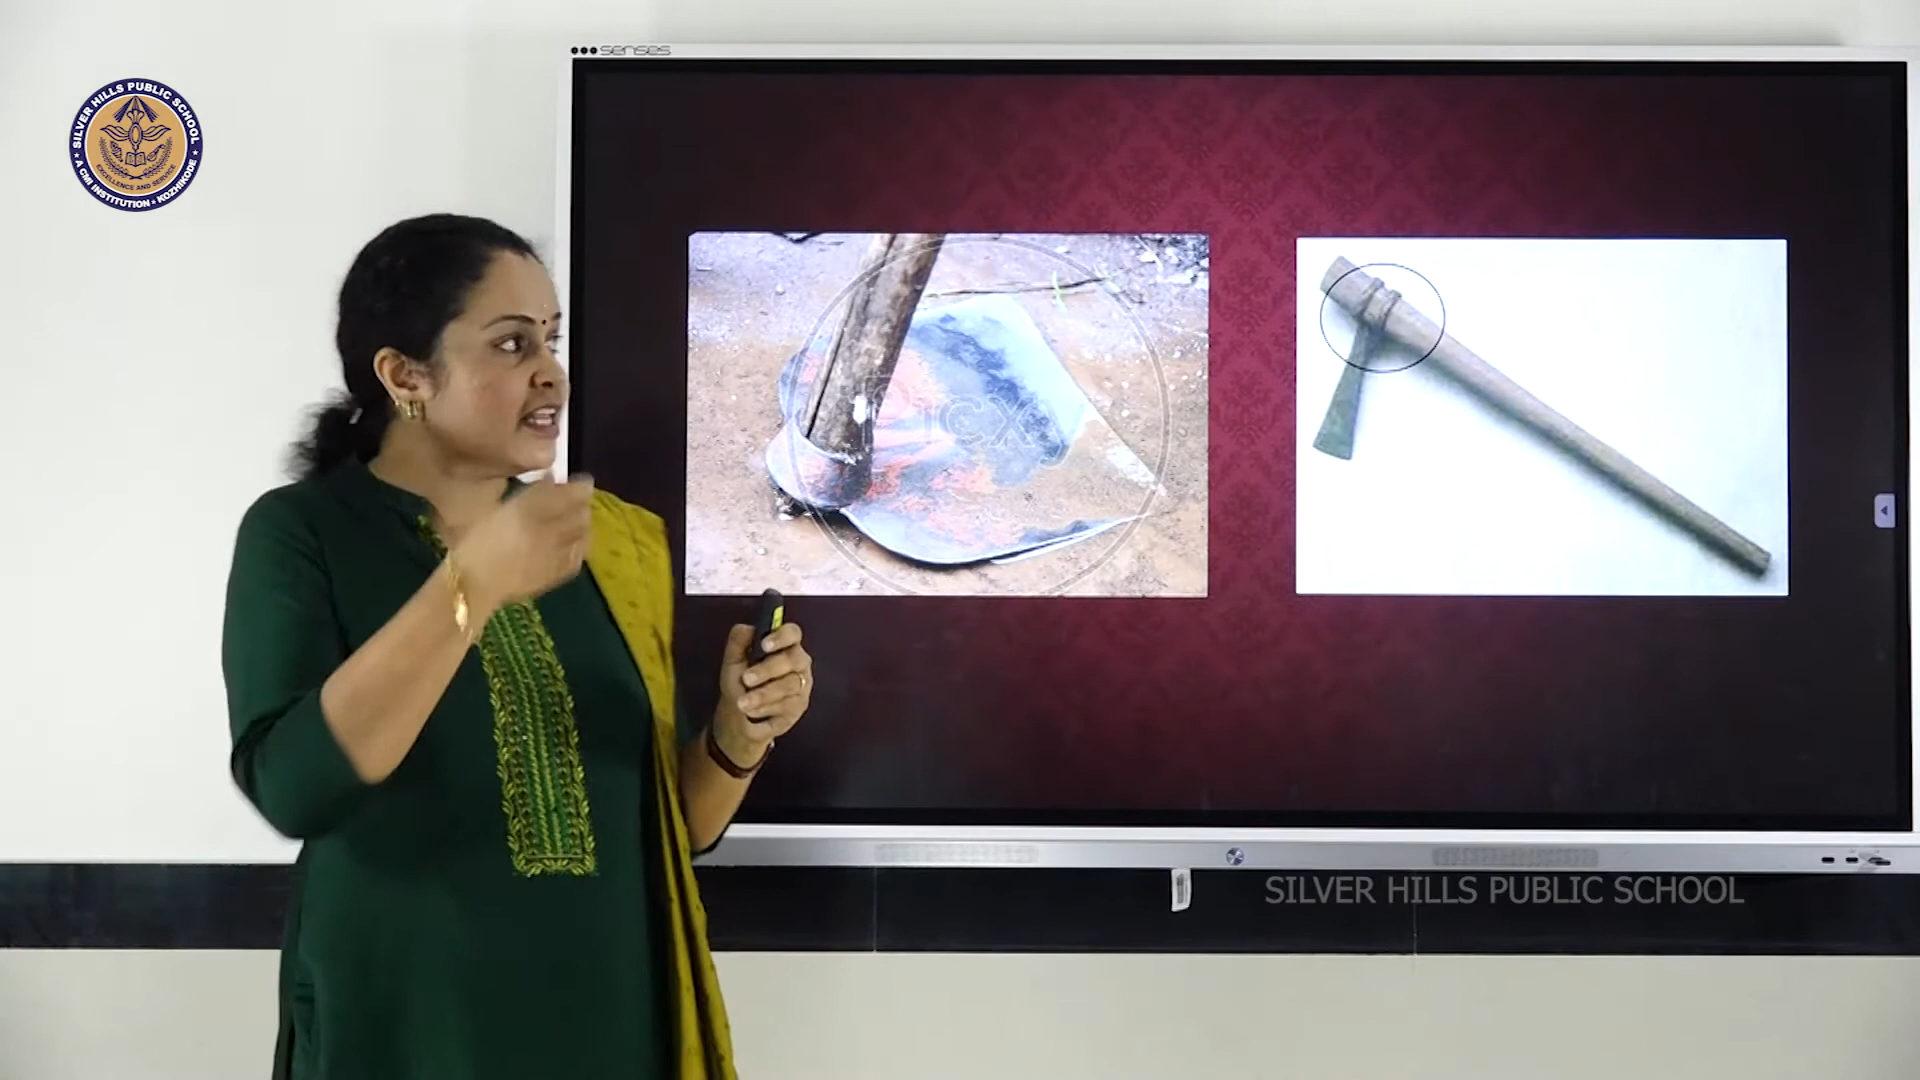 senses
SILVER HILLS PUBLIC SCHOOL
EXCELLENCE AND SERVICE
★ A CMI INSTITUTION • KOZHIKODE ★
SILVER HILLS PUBLIC SCHOOL